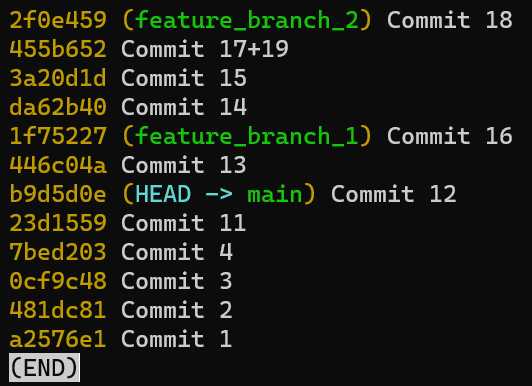 2f0e459 (feature_branch_2) Commit 18
455b652 Commit 17+19
3a20d1d Commit 15
da62b40 Commit 14
1f75227 (feature_branch_1) Commit 16
446c04a Commit 13
b9d5d0e (HEAD -> main) Commit 12
23d1559 Commit 11
7bed203 Commit 4
0cf9c48 Commit 3
481dc81 Commit 2
a2576e1 Commit 1
(END)